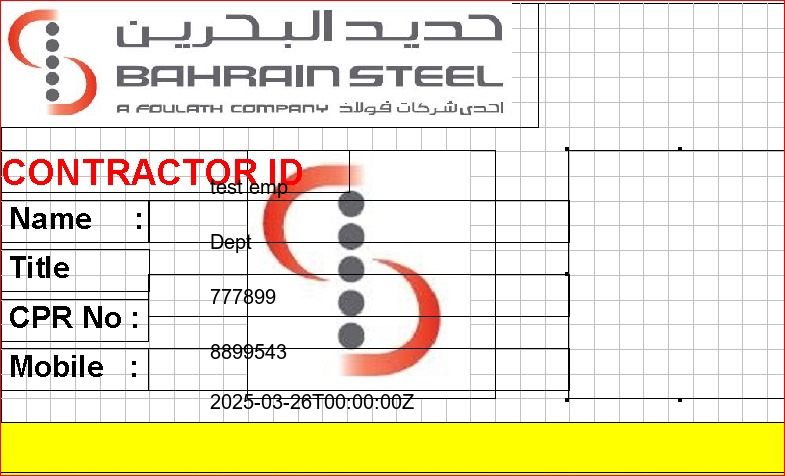 حديد البحرين
BAHRAIN STEEL
A FOULATH COMPANY احدى شركات فولاذ
CONTRACTOR ID
test emp
Name :
Dept
Title
777899
CPR No :
8899543
Mobile :
2025-03-26T00:00:00Z